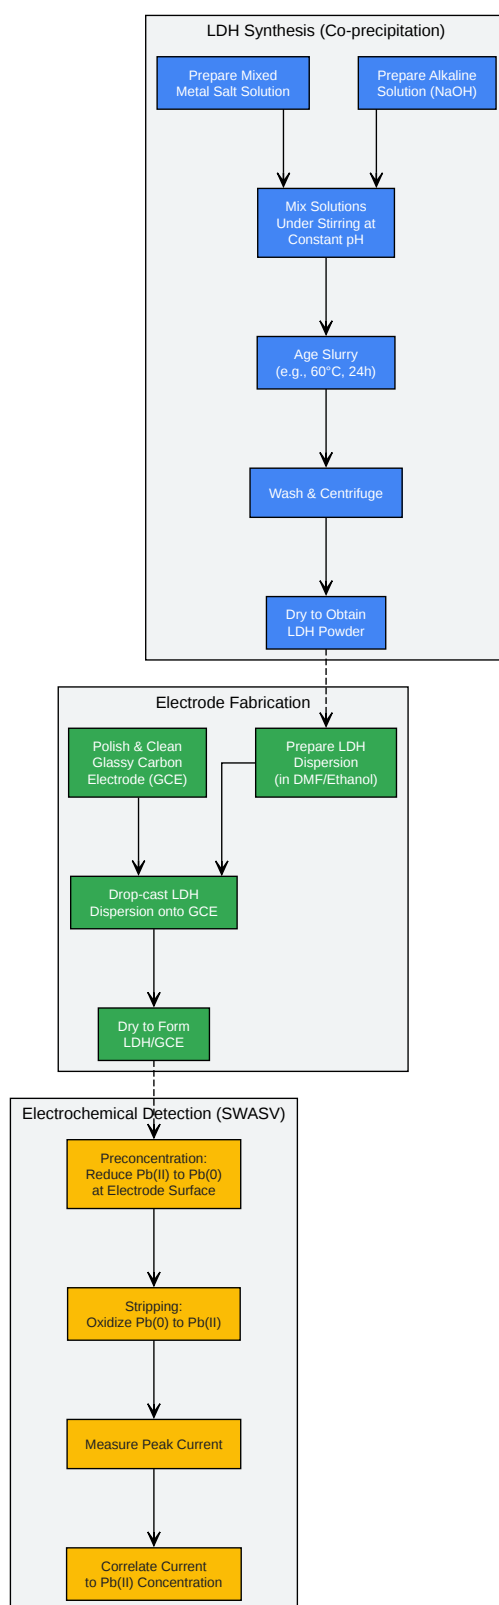 LDH Synthesis (Co-precipitation)
Prepare Mixed
Metal Salt Solution
Prepare Alkaline
Solution (NaOH)
Mix Solutions
Under Stirring at
Constant pH
Age Slurry
(e.g., 60°C, 24h)
Wash & Centrifuge
Dry to Obtain
LDH Powder
Electrode Fabrication
Polish & Clean
Glassy Carbon
Electrode (GCE)
Prepare LDH
Dispersion
(in DMF/Ethanol)
Drop-cast LDH
Dispersion onto GCE
Dry to Form
LDH/GCE
Electrochemical Detection (SWASV)
Preconcentration:
Reduce Pb(II) to Pb(0)
at Electrode Surface
Stripping:
Oxidize Pb(0) to Pb(II)
Measure Peak Current
Correlate Current
to Pb(II) Concentration